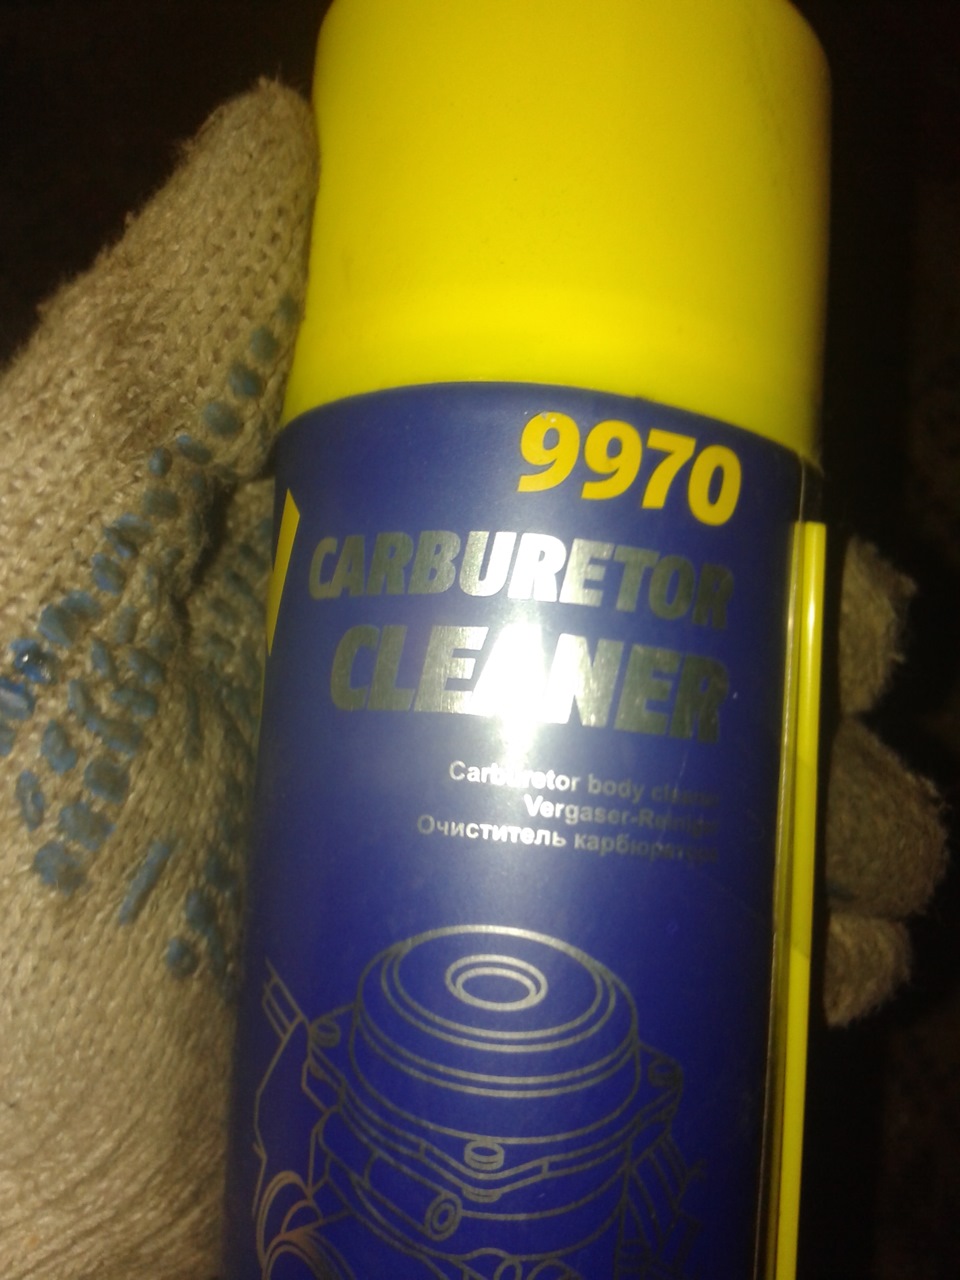 9970
CARBURETOR
CLEANER
Carburetor body cleaner
Vergaser-Reiniger
Очиститель карбюратора